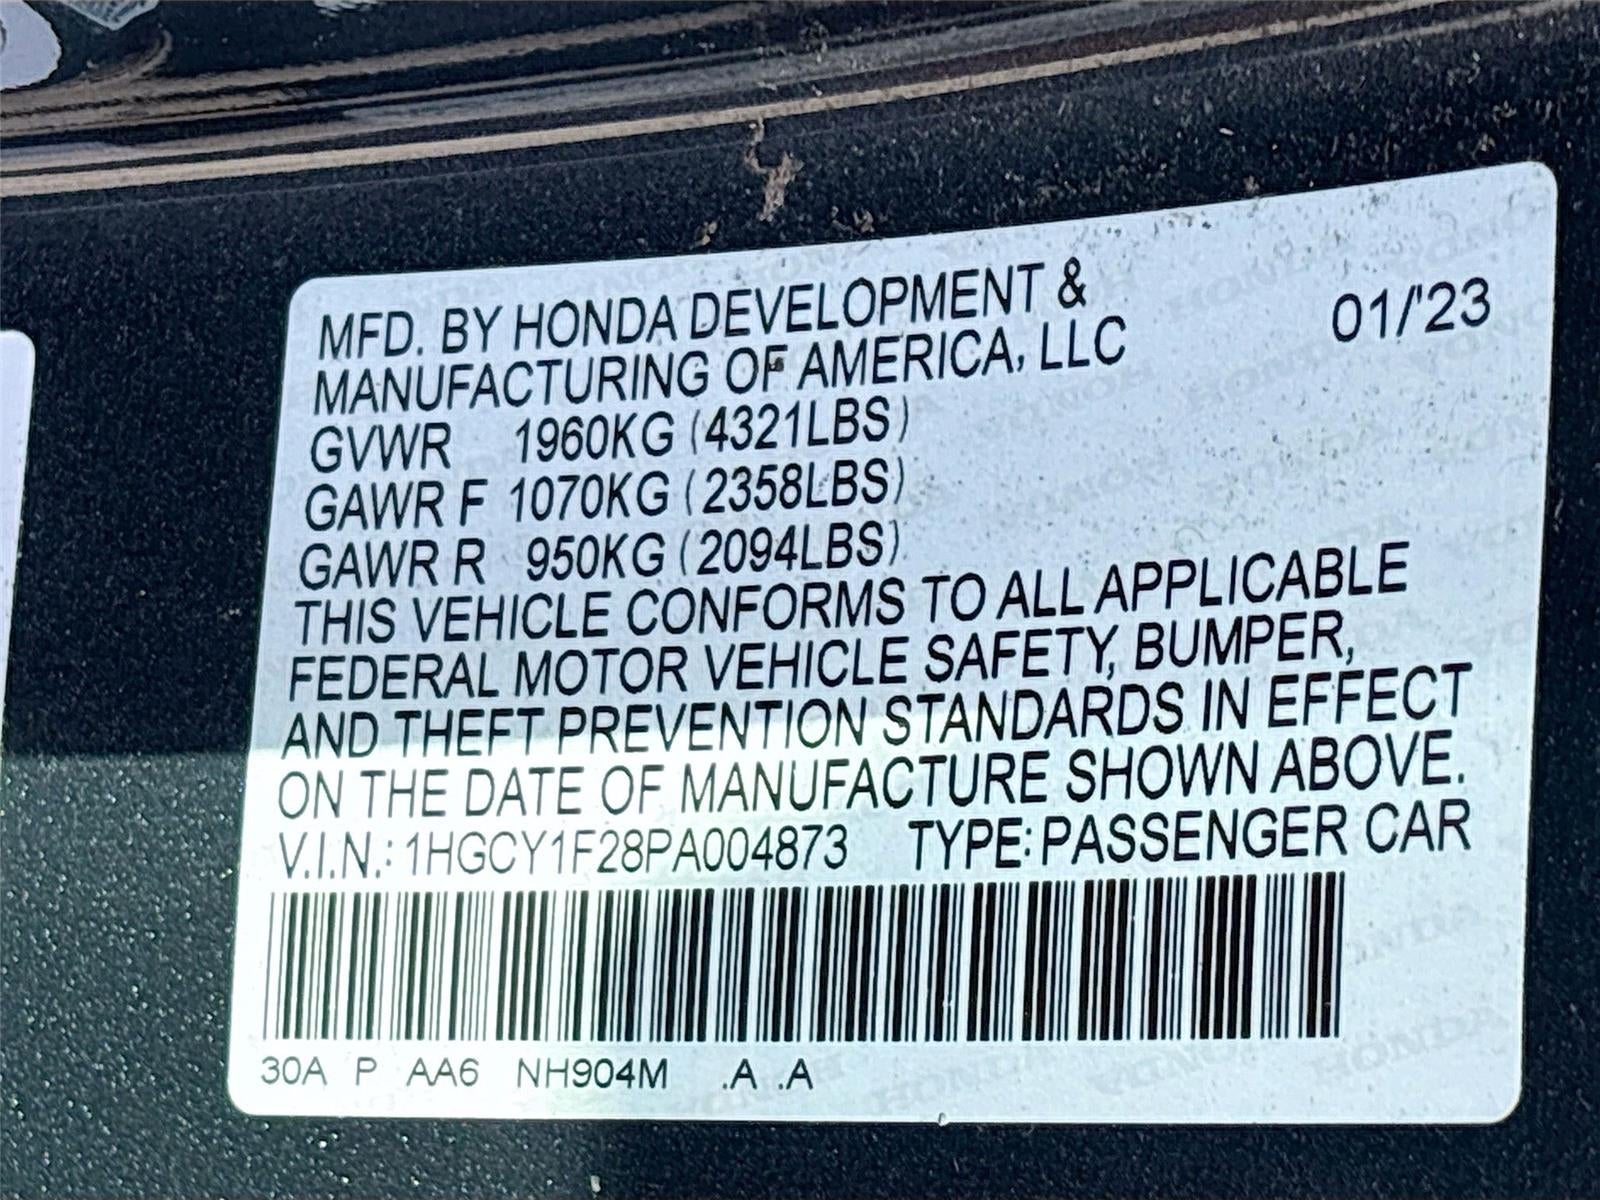 MFD. BY HONDA DEVELOPMENT &
MANUFACTURING OF AMERICA, LLC
01/'23
GVWR 1960KG (4321LBS)
GAWR F 1070KG (2358LBS)
GAWR R 950KG (2094LBS)
THIS VEHICLE CONFORMS TO ALL APPLICABLE
FEDERAL MOTOR VEHICLE SAFETY, BUMPER,
AND THEFT PREVENTION STANDARDS IN EFFECT
ON THE DATE OF MANUFACTURE SHOWN ABOVE.
V.I.N.: 1HGCY1F28PA004873 TYPE: PASSENGER CAR
30A P AA6 NH904M .A .A